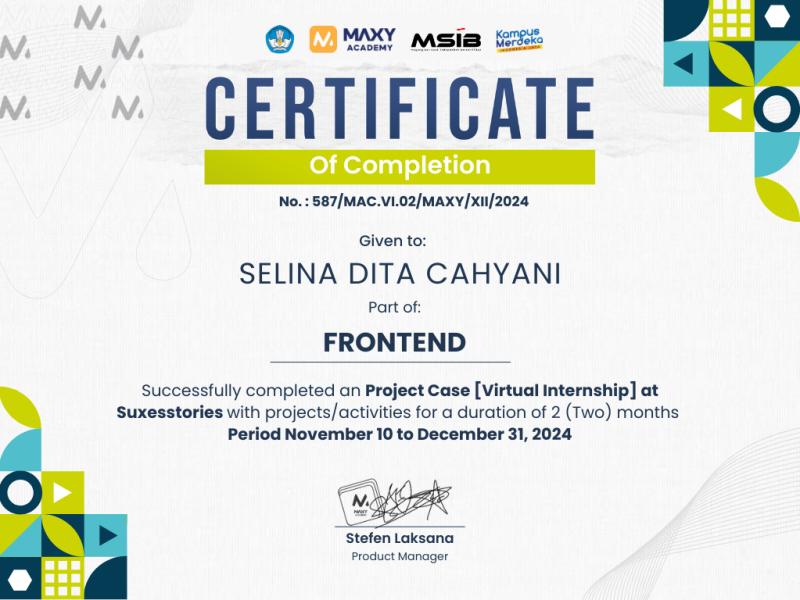 MAXY
ACADEMY
MSIB
Kampus
Merdeka
INDONESIA JAYA
CERTIFICATE
Of Completion
No. : 587/MAC.VI.02/MAXY/XII/2024
Given to:
SELINA DITA CAHYANI
Part of:
FRONTEND
Successfully completed an Project Case [Virtual Internship] at
Suxesstories with projects/activities for a duration of 2 (Two) months
Period November 10 to December 31, 2024
MAXY
Stefen Laksana
Product Manager